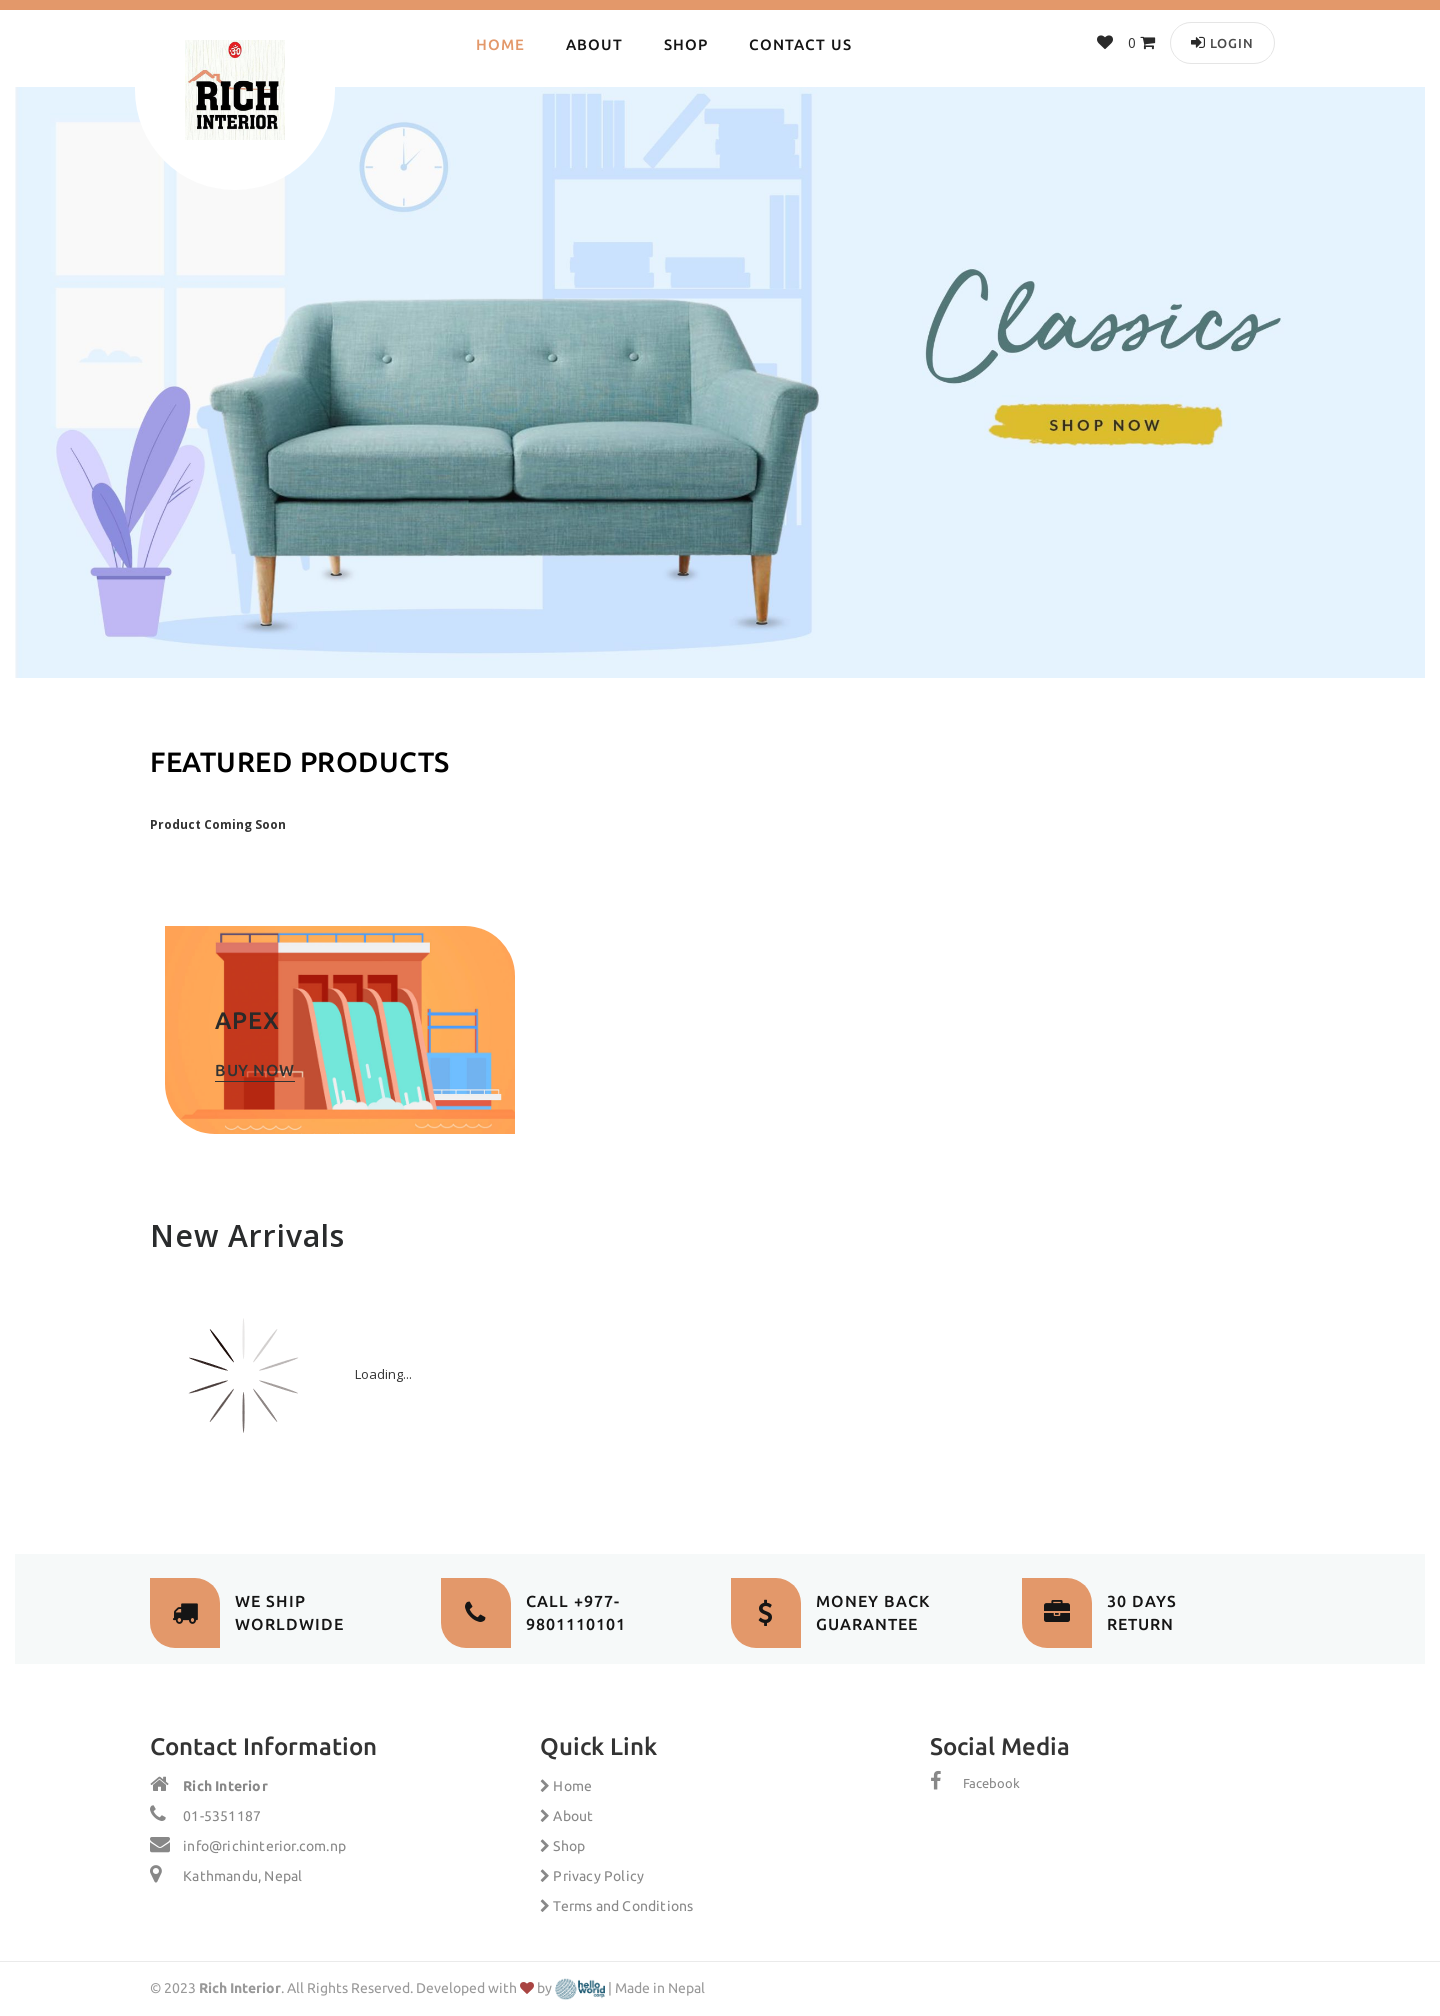 HOME ABOUT SHOP CONTACT US 0 LOGIN
RICH
INTERIOR
Classics
SHOP NOW
FEATURED PRODUCTS
Product Coming Soon
APEX
BUY NOW
New Arrivals
Loading...
WE SHIP
WORLDWIDE
CALL +977-
9801110101
MONEY BACK
GUARANTEE
30 DAYS
RETURN
Contact Information
Rich Interior
01-5351187
info@richinterior.com.np
Kathmandu, Nepal
Quick Link
Home
About
Shop
Privacy Policy
Terms and Conditions
Social Media
Facebook
© 2023 Rich Interior. All Rights Reserved. Developed with ❤ by hello world | Made in Nepal